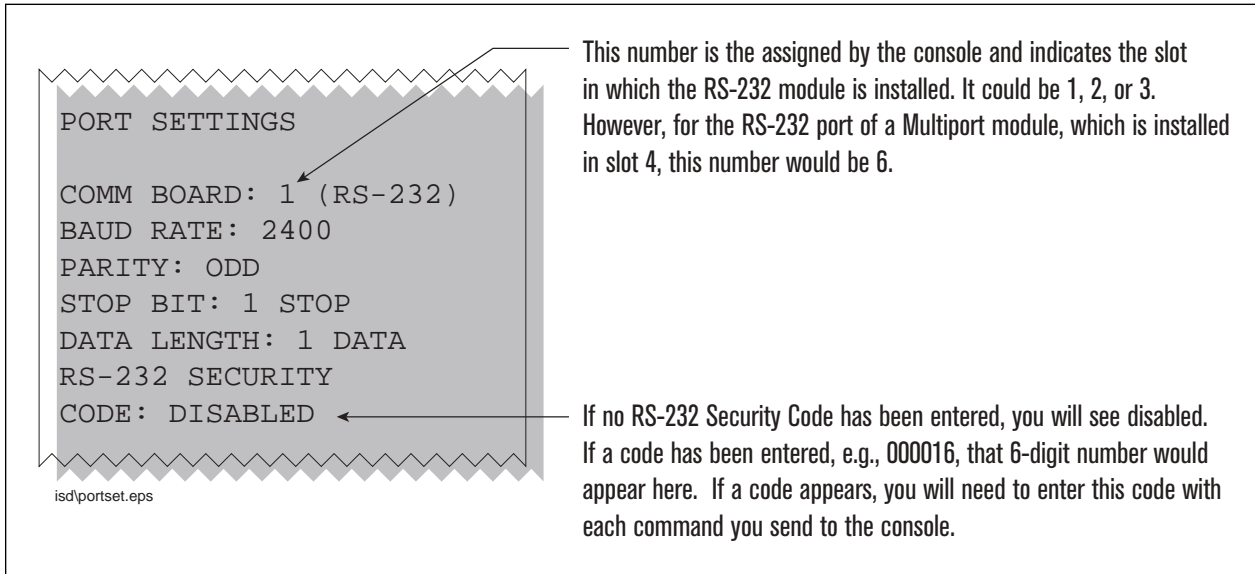 This number is the assigned by the console and indicates the slot
in which the RS-232 module is installed. It could be 1, 2, or 3.
However, for the RS-232 port of a Multiport module, which is installed
in slot 4, this number would be 6.
PORT SETTINGS
COMM BOARD: 1 (RS-232)
BAUD RATE: 2400
PARITY: ODD
STOP BIT: 1 STOP
DATA LENGTH: 1 DATA
RS-232 SECURITY
CODE: DISABLED
If no RS-232 Security Code has been entered, you will see disabled.
If a code has been entered, e.g., 000016, that 6-digit number would
appear here. If a code appears, you will need to enter this code with
each command you send to the console.
isd\portset.eps